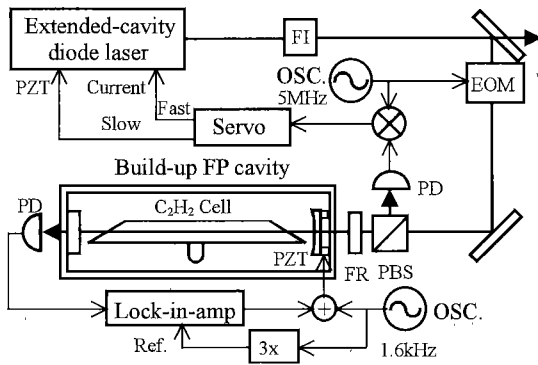 Extended-cavity
diode laser
FI
PZT
Current
Fast
Slow
OSC.
5MHz
EOM
Servo
Build-up FP cavity
PD
PD
C₂H₂ Cell
PZT
FR
PBS
Lock-in-amp
+
OSC.
Ref.
3x
1.6kHz